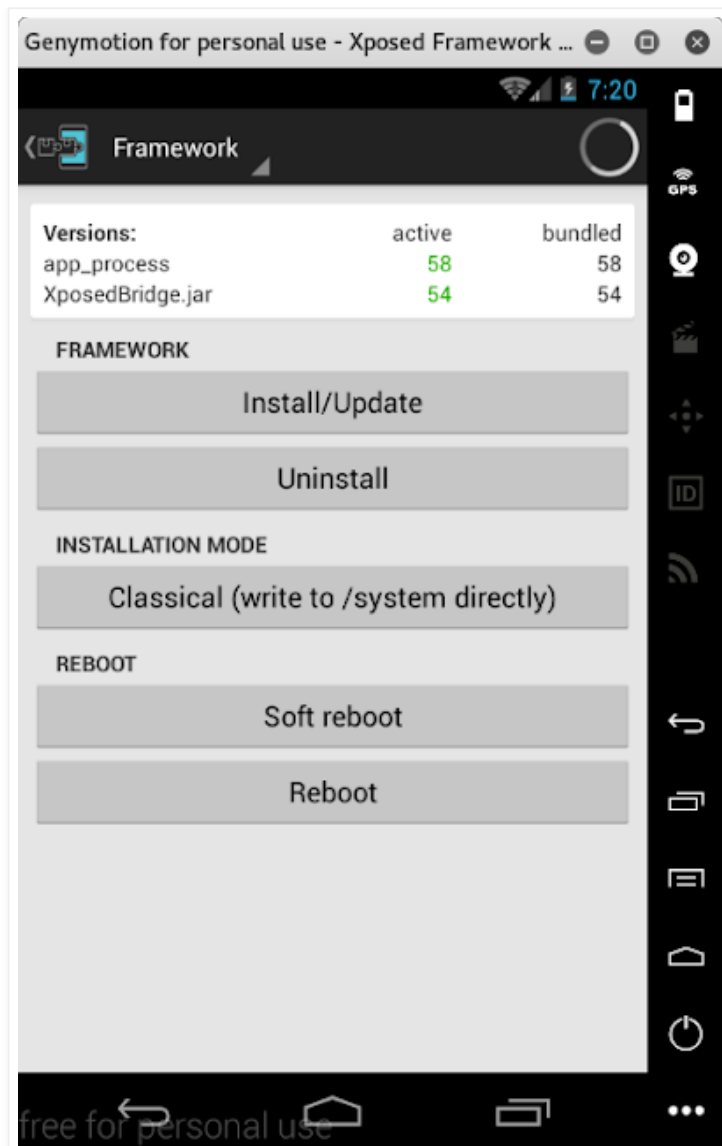 Genymotion for personal use - Xposed Framework ...
7:20
Framework
GPS
Versions: active bundled
app_process 58 58
XposedBridge.jar 54 54
FRAMEWORK
Install/Update
Uninstall
ID
INSTALLATION MODE
Classical (write to /system directly)
REBOOT
Soft reboot
Reboot
free for personal use